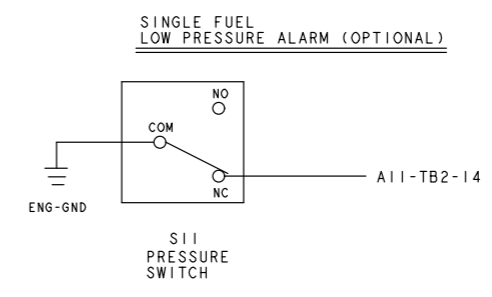 SINGLE FUEL
LOW PRESSURE ALARM (OPTIONAL)
NO
COM
NC
A11-TB2-14
ENG-GND
S11
PRESSURE
SWITCH